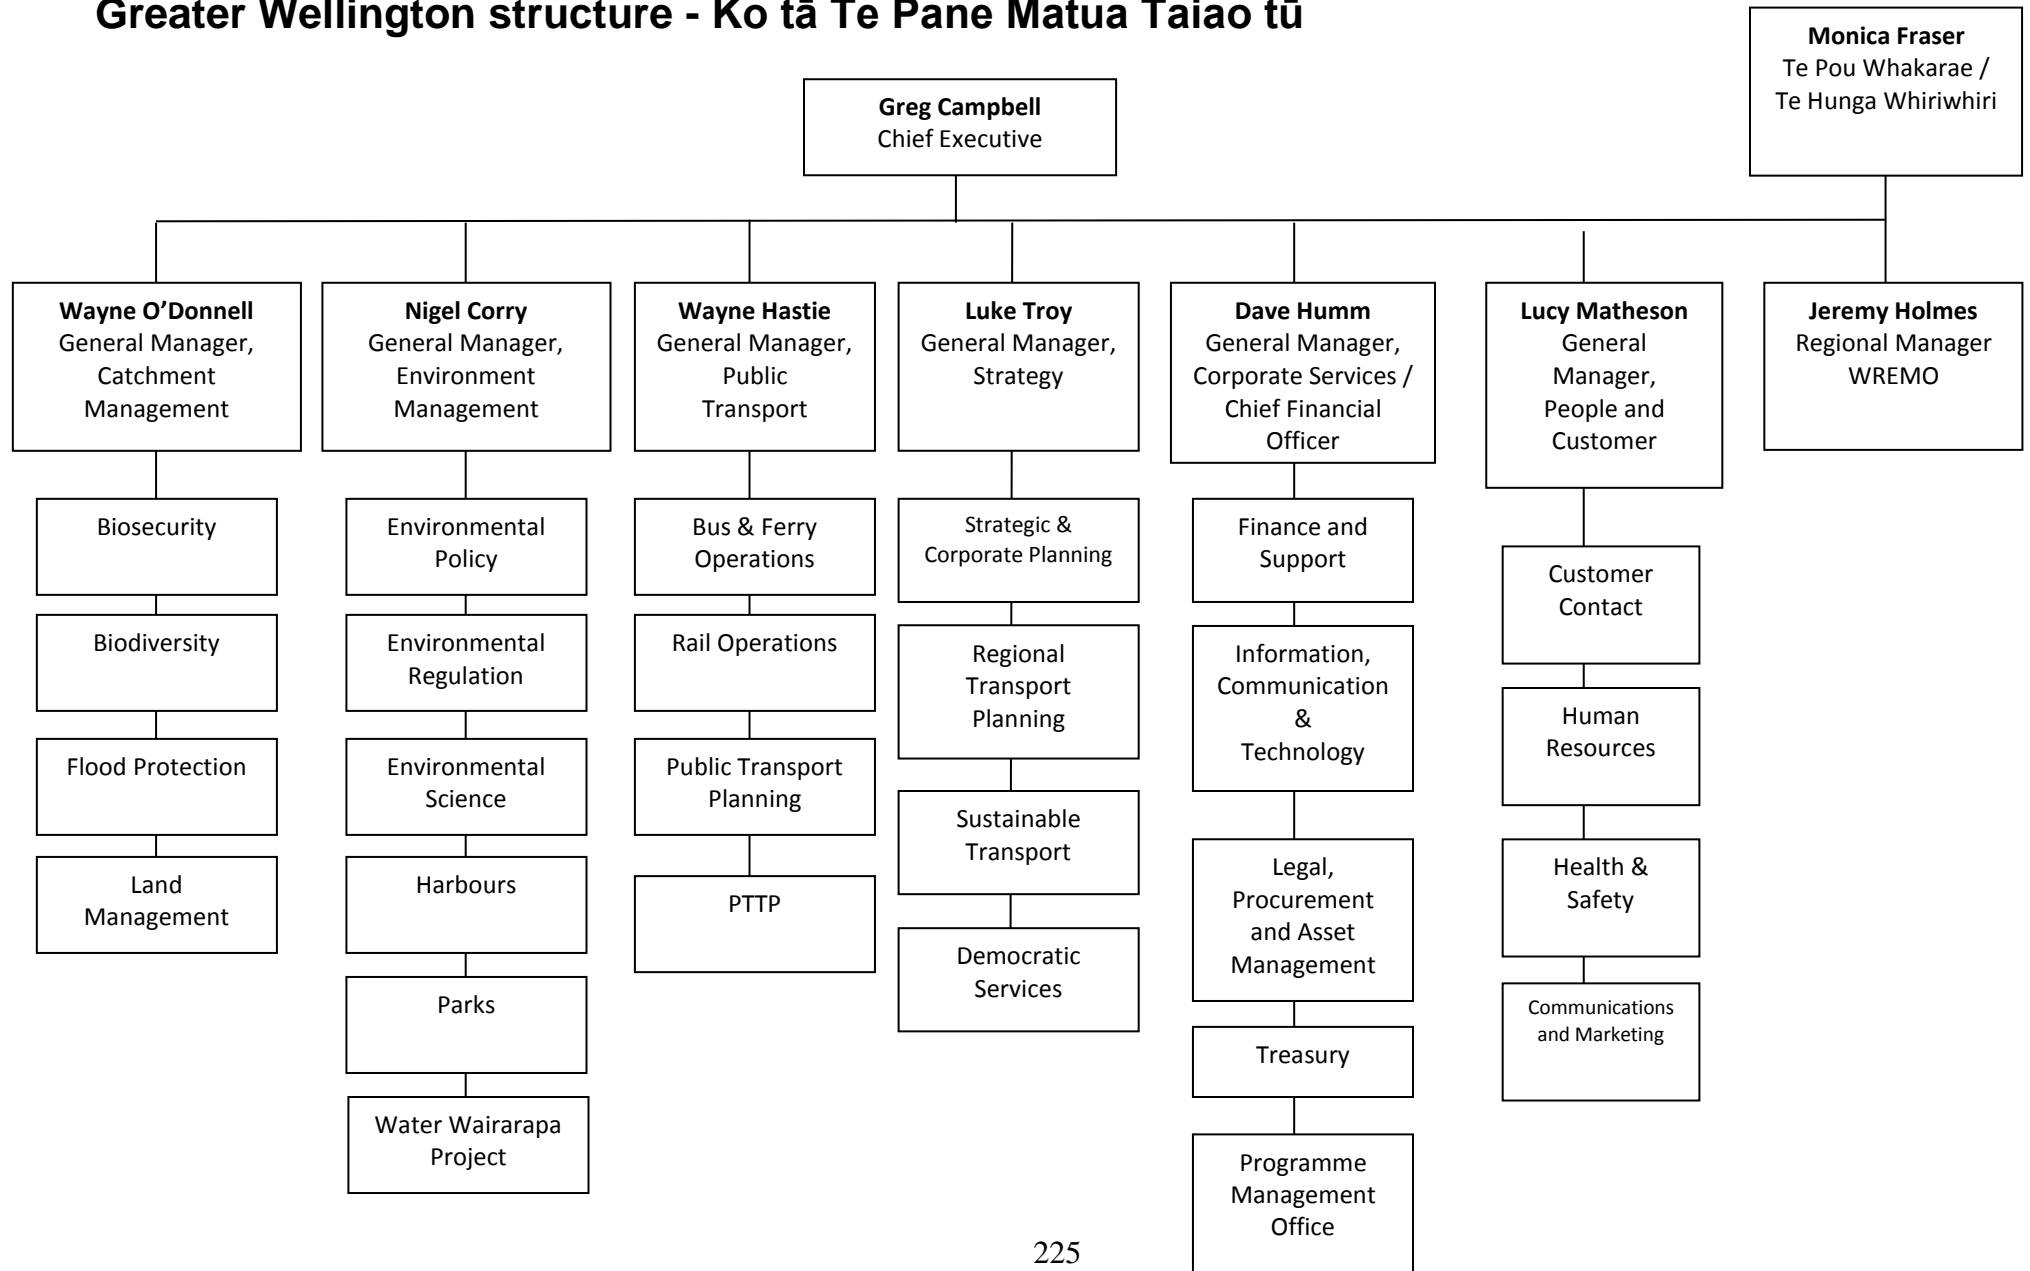 Greater Wellington structure - Ko tā Te Pane Matua Taiao tū
Monica Fraser
Te Pou Whakarae /
Te Hunga Whiriwhiri
Greg Campbell
Chief Executive
Wayne O’Donnell
General Manager,
Catchment
Management
Biosecurity
Biodiversity
Flood Protection
Land
Management
Nigel Corry
General Manager,
Environment
Management
Environmental
Policy
Environmental
Regulation
Environmental
Science
Harbours
Parks
Water Wairarapa
Project
Wayne Hastie
General Manager,
Public
Transport
Bus & Ferry
Operations
Rail Operations
Public Transport
Planning
PTTP
Luke Troy
General Manager,
Strategy
Strategic &
Corporate Planning
Regional
Transport
Planning
Sustainable
Transport
Democratic
Services
Dave Humm
General Manager,
Corporate Services /
Chief Financial
Officer
Finance and
Support
Information,
Communication
&
Technology
Legal,
Procurement
and Asset
Management
Treasury
Programme
Management
Office
Lucy Matheson
General
Manager,
People and
Customer
Customer
Contact
Human
Resources
Health &
Safety
Communications
and Marketing
Jeremy Holmes
Regional Manager
WREMO
225